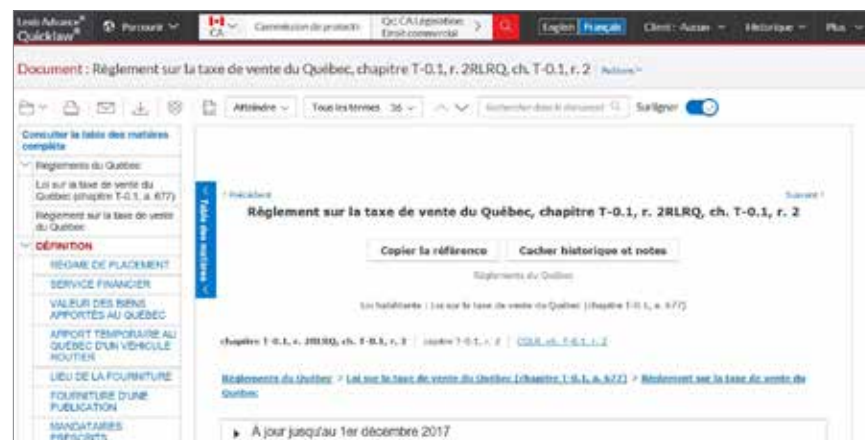 Lexis Advance®
Quicklaw®
Parcourir
CA
Commission de protecti
Qc CA Législation;
Droit commercial
English Français
Client : Aucun
Historique
Plus
Document : Règlement sur la taxe de vente du Québec, chapitre T-0.1, r. 2RLRQ, ch. T-0.1, r. 2
Actions
Atteindre
Tous les termes 36
Rechercher dans le document
Surligner
Consulter la table des matières
complète
Règlements du Québec
Loi sur la taxe de vente du
Québec (chapitre T-0.1, a. 677)
Règlement sur la taxe de vente
du Québec
DÉFINITION
RÉGIME DE PLACEMENT
SERVICE FINANCIER
VALEUR DES BIENS
APPORTÉS AU QUÉBEC
APPORT TEMPORAIRE AU
QUÉBEC D'UN VÉHICULE
ROUTIER
LIEU DE LA FOURNITURE
FOURNITURE D'UNE
PUBLICATION
MANDATAIRES
PRESCRITS
Table des matières
Précédent
Suivant
Règlement sur la taxe de vente du Québec, chapitre T-0.1, r. 2RLRQ, ch. T-0.1, r. 2
Copier la référence
Cacher historique et notes
Règlements du Québec
Loi habilitante : Loi sur la taxe de vente du Québec (chapitre T-0.1, a. 677)
chapitre T-0.1, r. 2RLRQ, ch. T-0.1, r. 2 | chapitre T-0.1, r. 2 | CQLR, ch. T-0.1, r. 2
Règlements du Québec > Loi sur la taxe de vente du Québec (chapitre T-0.1, a. 677) > Règlement sur la taxe de vente du
Québec
À jour jusqu'au 1er décembre 2017